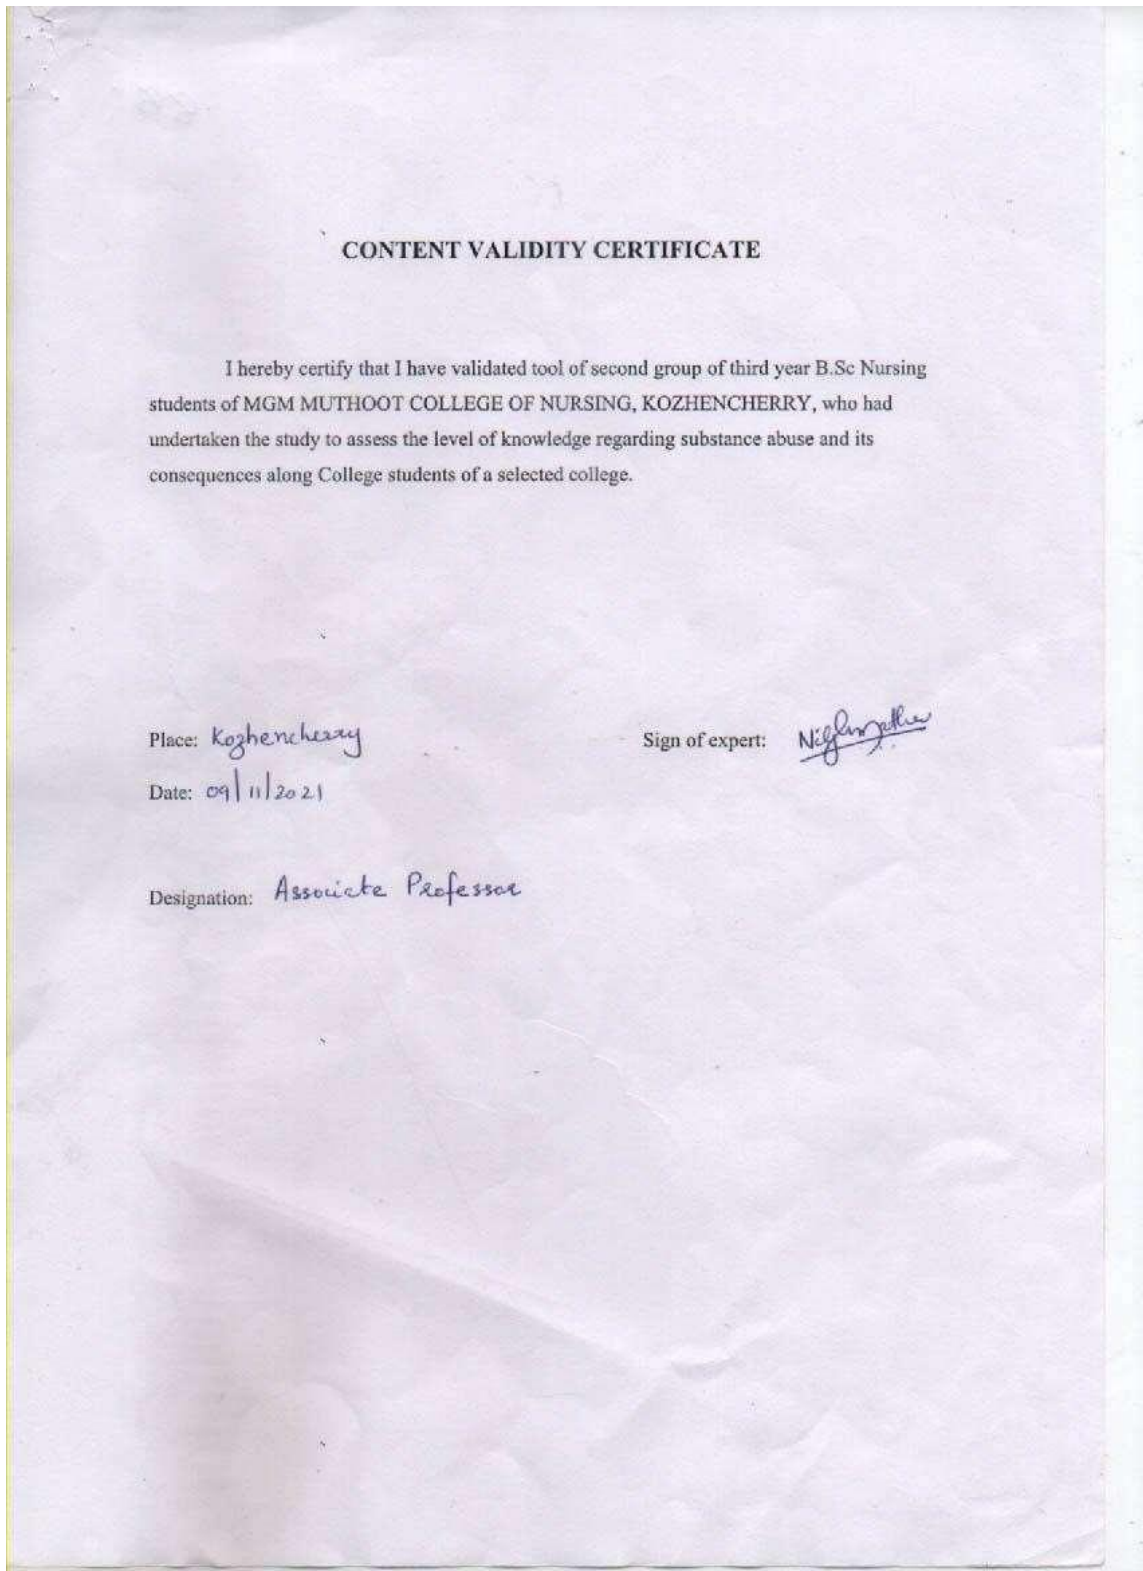 CONTENT VALIDITY CERTIFICATE
I hereby certify that I have validated tool of second group of third year B.Sc Nursing
students of MGM MUTHOOT COLLEGE OF NURSING, KOZHENCHERRY, who had
undertaken the study to assess the level of knowledge regarding substance abuse and its
consequences along College students of a selected college.
Place: Kozhencherry
Sign of expert:
Date: 09/11/2021
Designation: Associate Professor